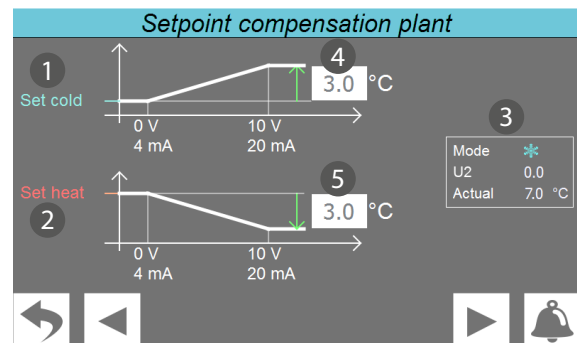 Setpoint compensation plant
1
Set cold
4
3.0 °C
0 V
10 V
4 mA
20 mA
3
Mode
U2 0.0
Actual 7.0 °C
Set heat
2
5
3.0 °C
0 V
10 V
4 mA
20 mA